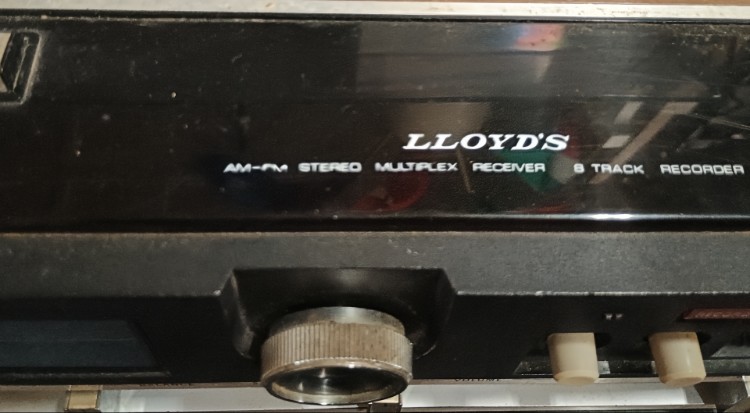 LLOYD'S
AM-FM STEREO MULTIPLEX RECEIVER 8 TRACK RECORDER